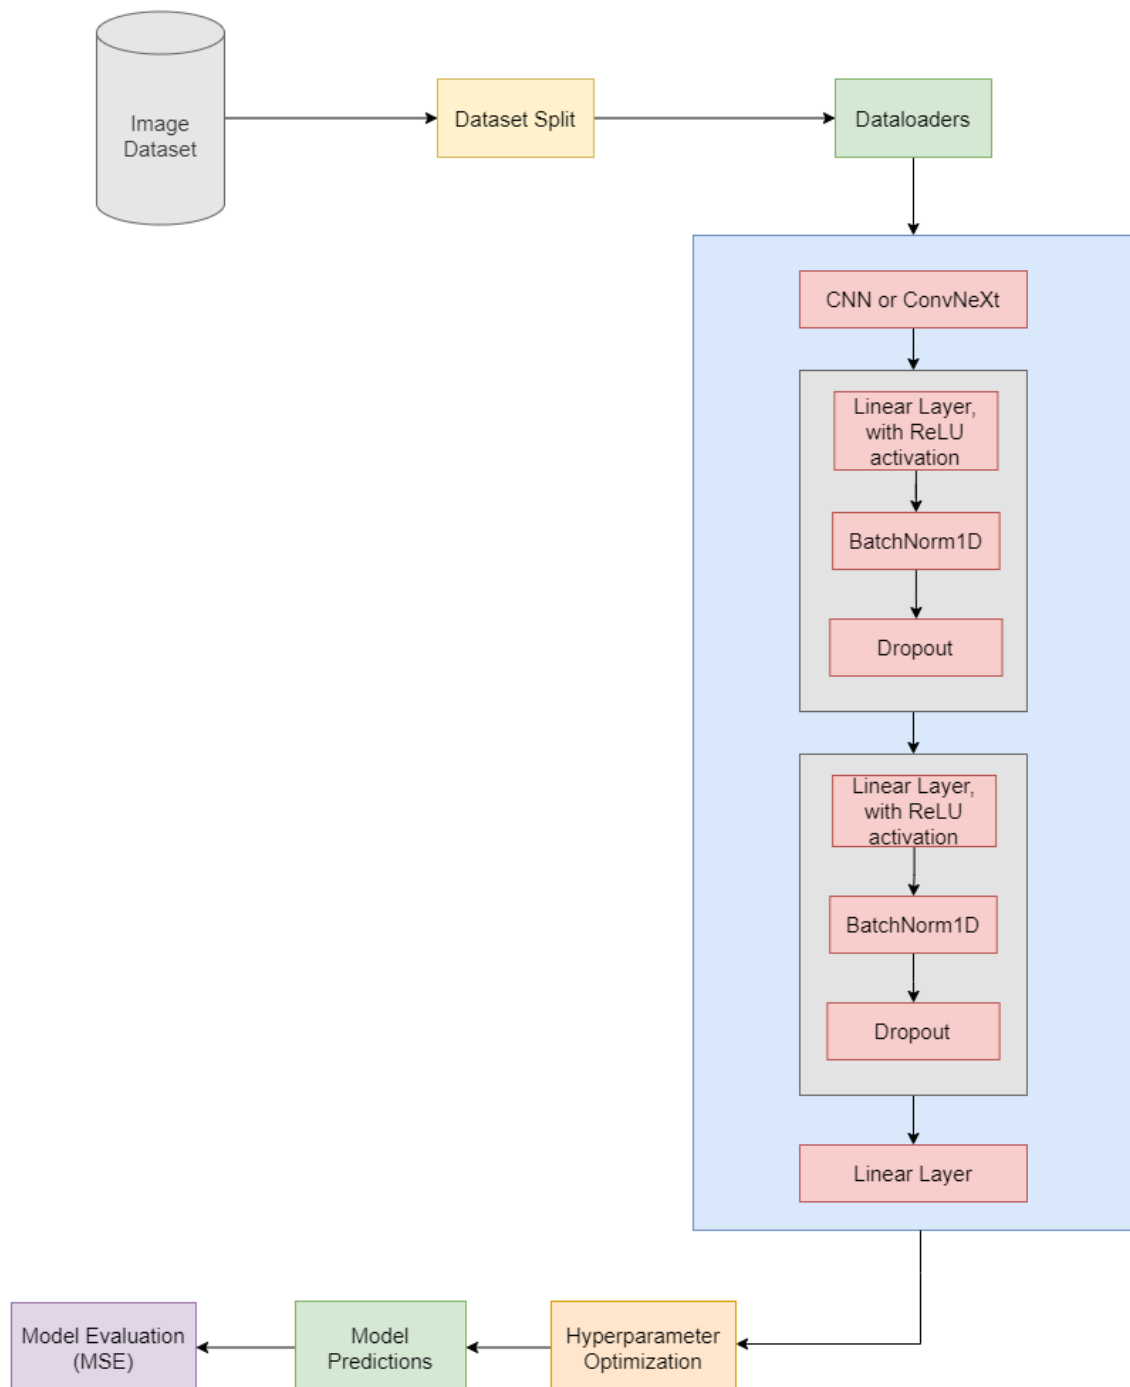 Image
Dataset
Dataset Split
Dataloaders
CNN or ConvNeXt
Linear Layer,
with ReLU
activation
BatchNorm1D
Dropout
Linear Layer,
with ReLU
activation
BatchNorm1D
Dropout
Linear Layer
Hyperparameter
Optimization
Model
Predictions
Model Evaluation
(MSE)